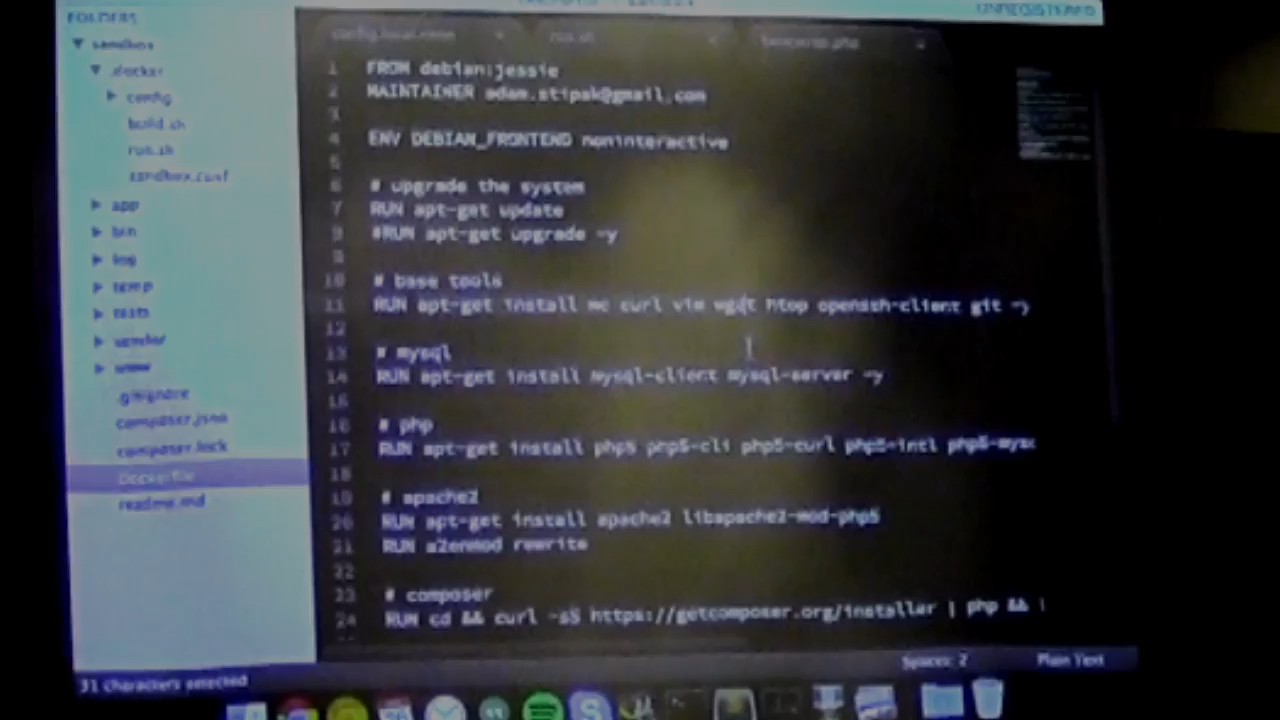 FOLDERS
UNREGISTERED
sandbox
.docker
config
build.sh
run.sh
sandbox.conf
app
bin
log
temp
tests
vendor
www
.gitignore
composer.json
composer.lock
Dockerfile
readme.md
run.sh
1 FROM debian:jessie
2 MAINTAINER adam.stipak@gmail.com
3
4 ENV DEBIAN_FRONTEND noninteractive
5
6 # upgrade the system
7 RUN apt-get update
8 #RUN apt-get upgrade -y
9
10 # base tools
11 RUN apt-get install mc curl vim wget htop openssh-client git -y
12
13 # mysql
14 RUN apt-get install mysql-client mysql-server -y
15
16 # php
17 RUN apt-get install php5 php5-cli php5-curl php5-intl php5-mysq
18
19 # apache2
20 RUN apt-get install apache2 libapache2-mod-php5
21 RUN a2enmod rewrite
22
23 # composer
24 RUN cd && curl -sS https://getcomposer.org/installer | php &&
31 characters selected
Spaces: 2
Plain Text